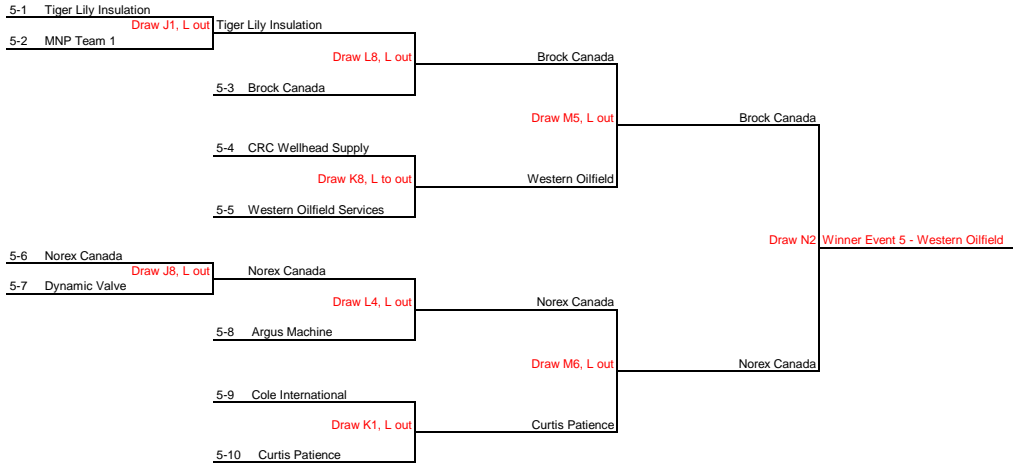 5-1 Tiger Lily Insulation
Draw J1, L out Tiger Lily Insulation
5-2 MNP Team 1
Draw L8, L out Brock Canada
5-3 Brock Canada
Draw M5, L out Brock Canada
5-4 CRC Wellhead Supply
Draw K8, L to out Western Oilfield
5-5 Western Oilfield Services
Draw N2 Winner Event 5 - Western Oilfield
5-6 Norex Canada
Draw J8, L out Norex Canada
5-7 Dynamic Valve
Draw L4, L out Norex Canada
5-8 Argus Machine
Draw M6, L out Norex Canada
5-9 Cole International
Draw K1, L out Curtis Patience
5-10 Curtis Patience